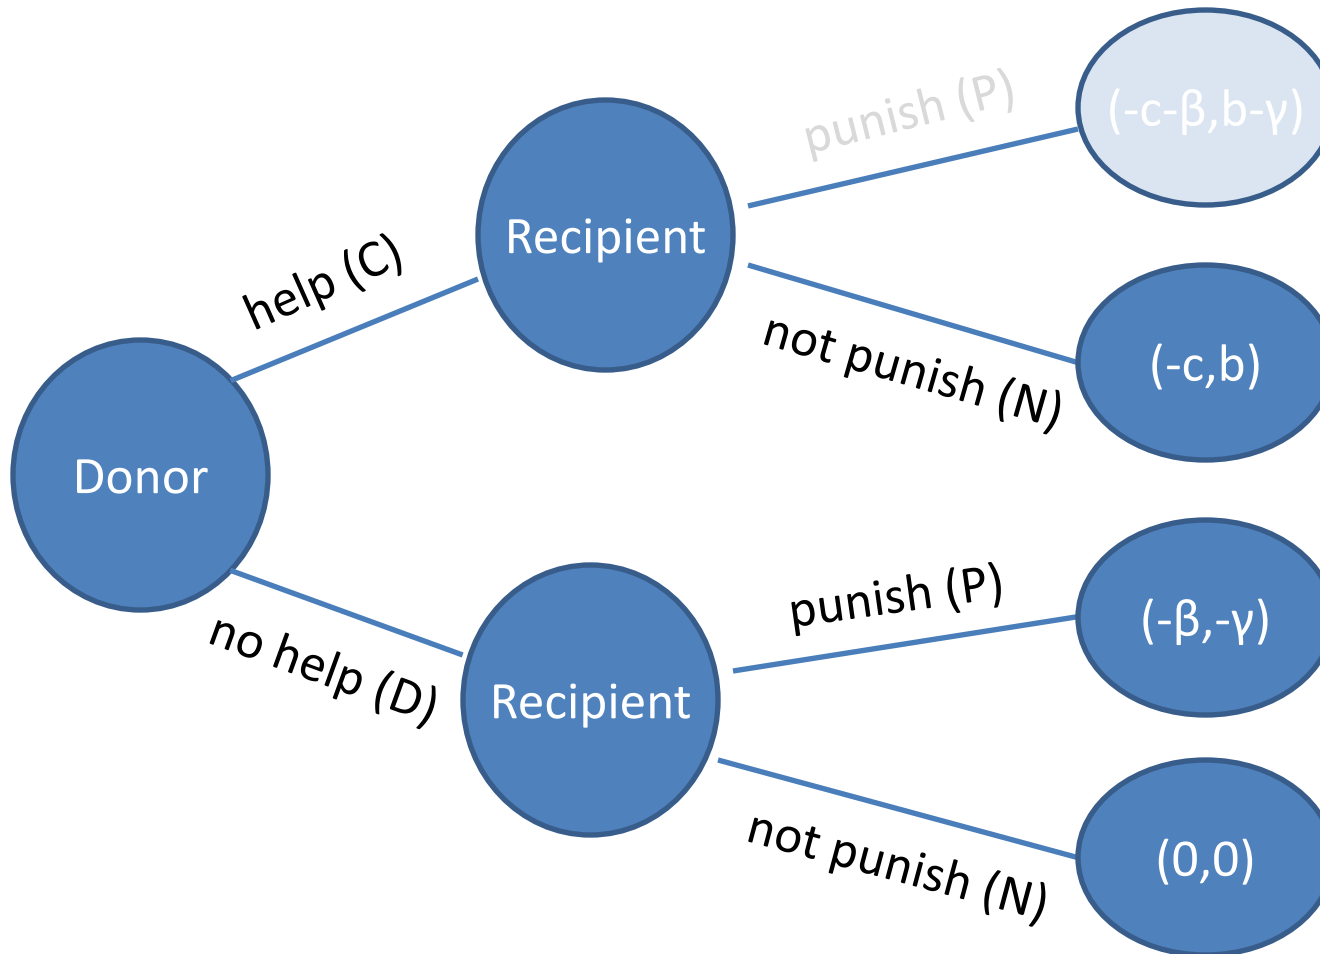 punish (P)
(-c-β,b-γ)
Recipient
help (C)
not punish (N)
(-c,b)
Donor
punish (P)
(-β,-γ)
no help (D)
Recipient
not punish (N)
(0,0)